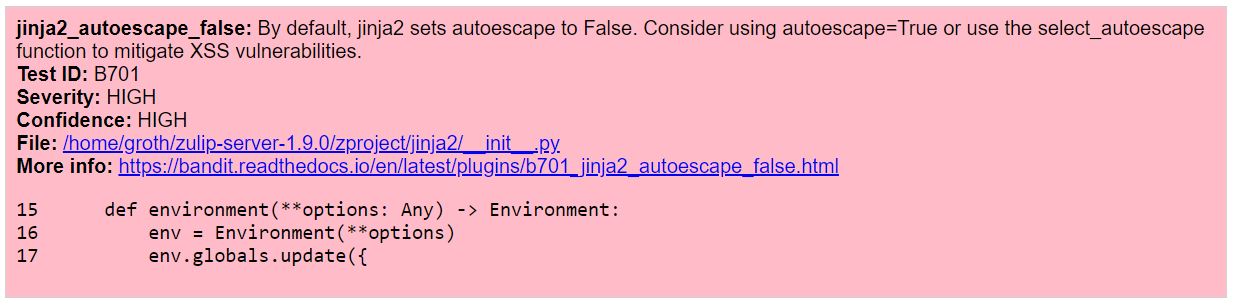 jinja2_autoescape_false: By default, jinja2 sets autoescape to False. Consider using autoescape=True or use the select_autoescape
function to mitigate XSS vulnerabilities.
Test ID: B701
Severity: HIGH
Confidence: HIGH
File: /home/groth/zulip-server-1.9.0/zproject/jinja2/__init__.py
More info: https://bandit.readthedocs.io/en/latest/plugins/b701_jinja2_autoescape_false.html
15 def environment(**options: Any) -> Environment:
16 env = Environment(**options)
17 env.globals.update({